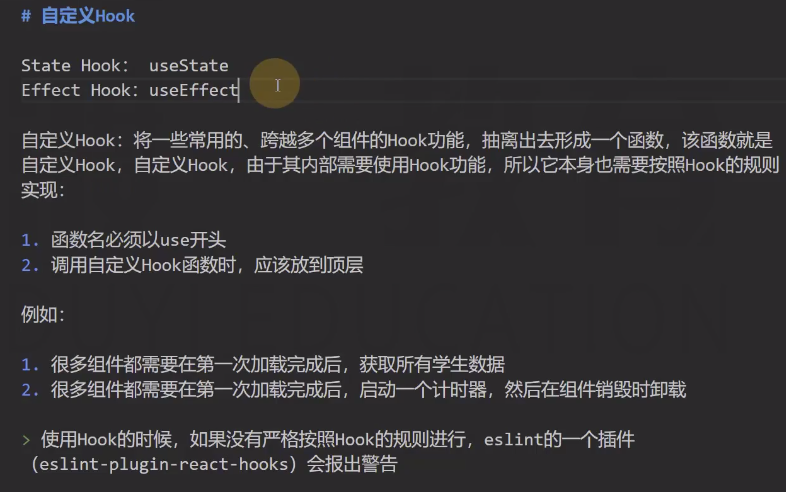 # 自定义Hook
State Hook： useState
Effect Hook：useEffect
自定义Hook：将一些常用的、跨越多个组件的Hook功能，抽离出去形成一个函数，该函数就是
自定义Hook，自定义Hook，由于其内部需要使用Hook功能，所以它本身也需要按照Hook的规则
实现：
1. 函数名必须以use开头
2. 调用自定义Hook函数时，应该放到顶层
例如：
1. 很多组件都需要在第一次加载完成后，获取所有学生数据
2. 很多组件都需要在第一次加载完成后，启动一个计时器，然后在组件销毁时卸载
> 使用Hook的时候，如果没有严格按照Hook的规则进行，eslint的一个插件
（eslint-plugin-react-hooks）会报出警告